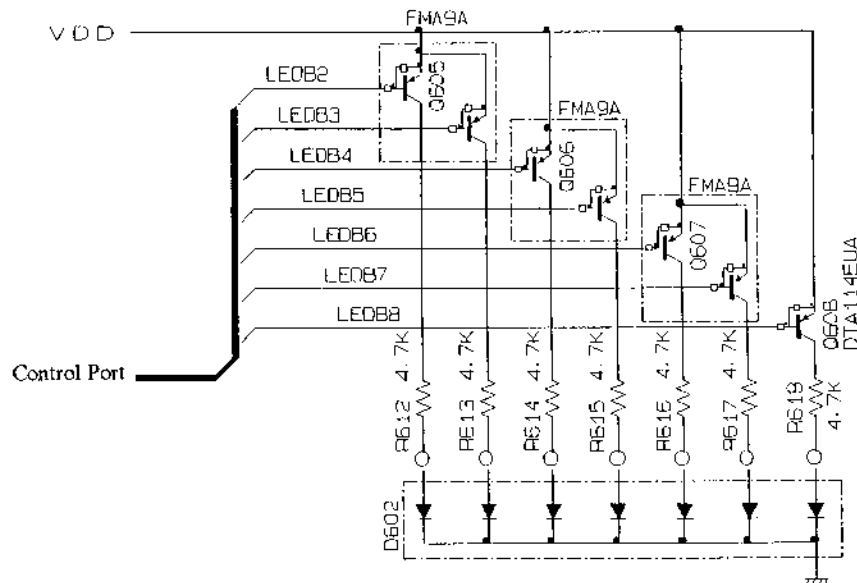 FMA9A
VDD
LEDB2
Q605
LEDB3
FMA9A
LEDB4
Q606
LEDB5
FMA9A
LEDB6
Q607
LEDB7
LEDB8
Q608
DTA114EUA
Control Port
4.7K
4.7K
4.7K
4.7K
4.7K
4.7K
4.7K
R612
R613
R614
R615
R616
R617
R619
D602